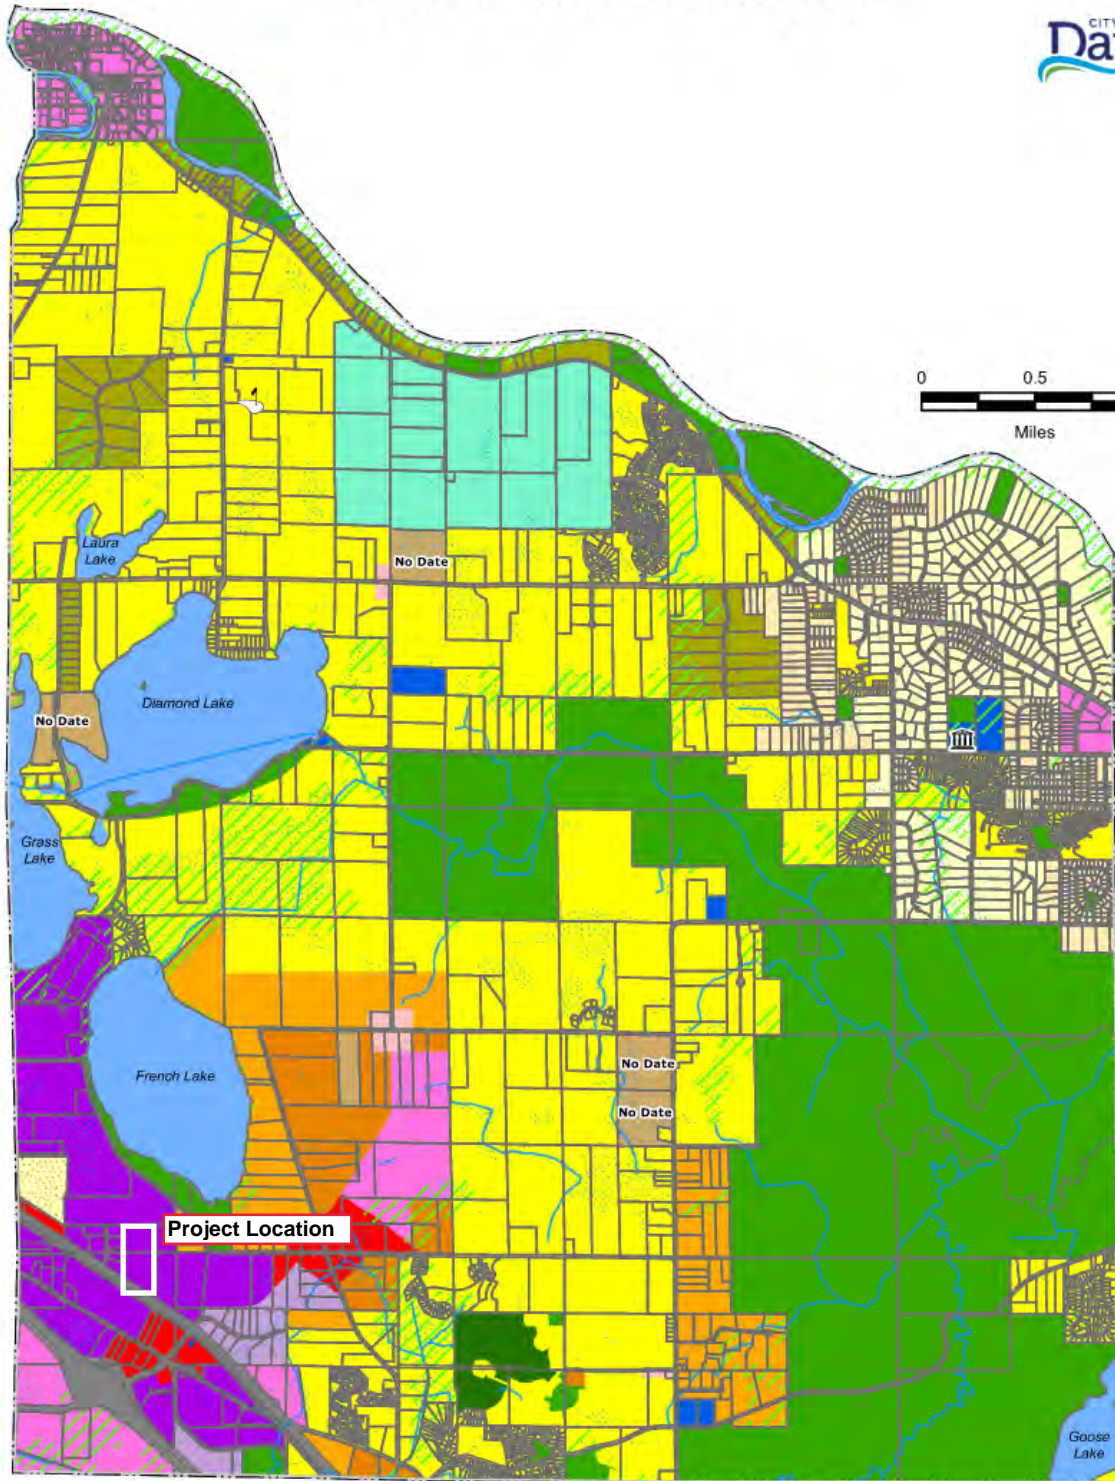 CITY
Da
0 0.5
Miles
Laura
Lake
No Date
Diamond Lake
No Date
Grass
Lake
French Lake
No Date
No Date
Project Location
Goose
Lake